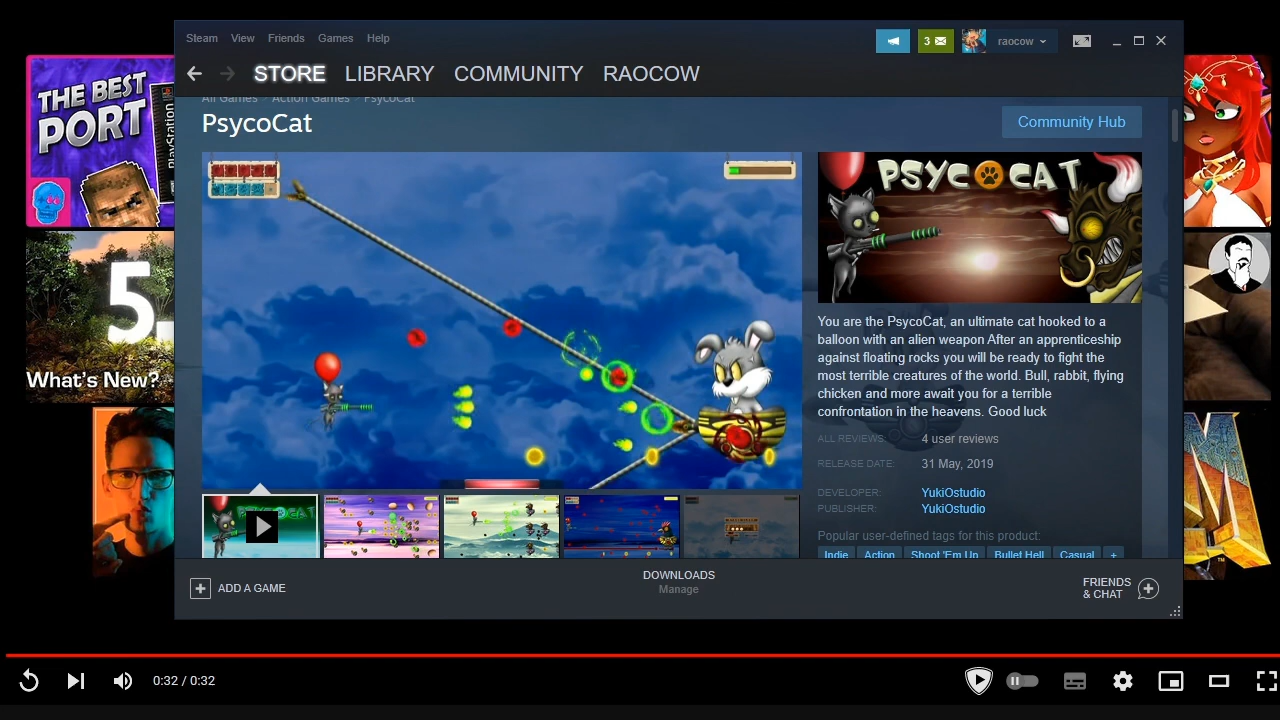 THE BEST
PORT
PlayStation
5.
What's New?
Steam View Friends Games Help
3
raocow
STORE LIBRARY COMMUNITY RAOCOW
All Games > Action Games > PsycoCat
PsycoCat
Community Hub
PSYCOCAT
You are the PsycoCat, an ultimate cat hooked to a
balloon with an alien weapon After an apprenticeship
against floating rocks you will be ready to fight the
most terrible creatures of the world. Bull, rabbit, flying
chicken and more await you for a terrible
confrontation in the heavens. Good luck
ALL REVIEWS: 4 user reviews
RELEASE DATE: 31 May, 2019
DEVELOPER: YukiOstudio
PUBLISHER: YukiOstudio
Popular user-defined tags for this product:
Indie Action Shoot 'Em Up Bullet Hell Casual +
PSYCOCAT
+ ADD A GAME
DOWNLOADS
Manage
FRIENDS
& CHAT
TM
0:32 / 0:32